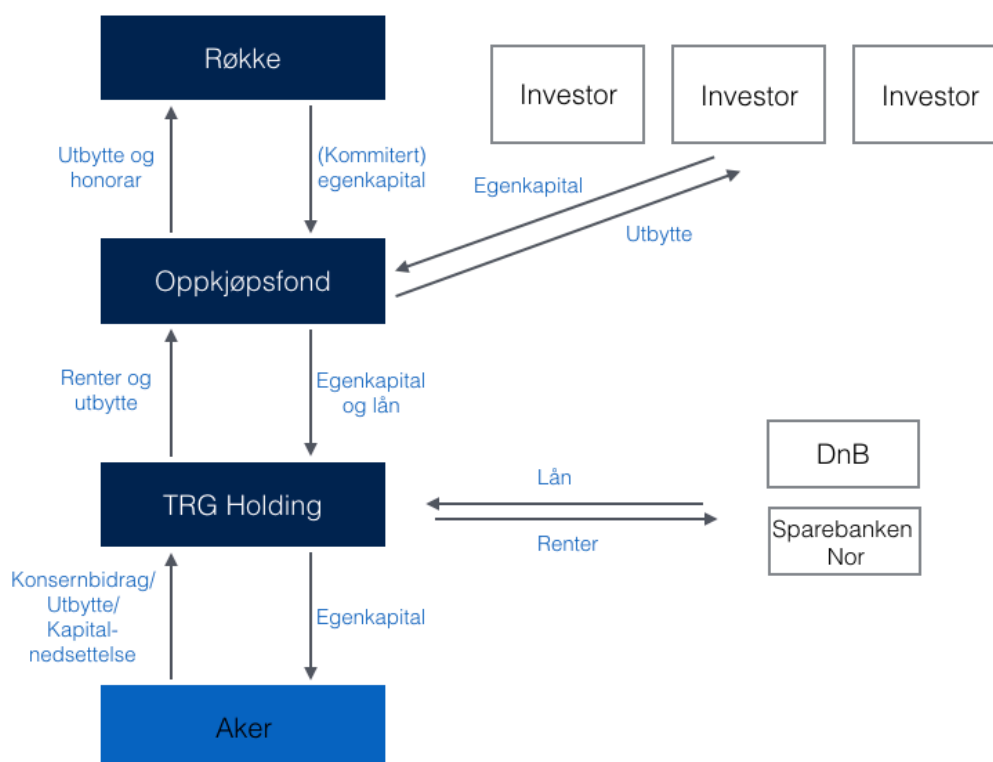 Røkke
Investor
Investor
Investor
Utbytte og
honorar
(Kommitert)
egenkapital
Egenkapital
Utbytte
Oppkjøpsfond
Renter og
utbytte
Egenkapital
og lån
DnB
Lån
TRG Holding
Renter
Sparebanken
Nor
Konsernbidrag/
Utbytte/
Kapital-
nedsettelse
Egenkapital
Aker